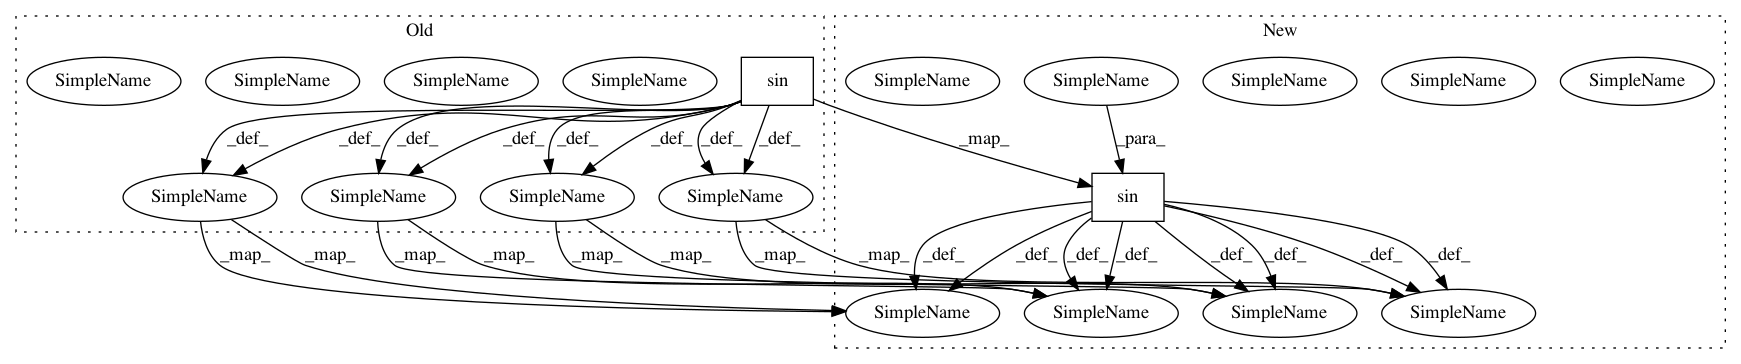 Old
New
SimpleName SimpleName SimpleName SimpleName sin SimpleName SimpleName SimpleName SimpleName SimpleName
_def_ _def_ _def_ _def_ _def_ _def_ _def_ _def_ _map_ _para_
SimpleName SimpleName SimpleName SimpleName sin
_map_ _map_ _map_ _map_ _map_ _map_ _map_ _map_ _def_ _def_ _def_ _def_ _def_ _def_ _def_ _def_
SimpleName SimpleName SimpleName SimpleName